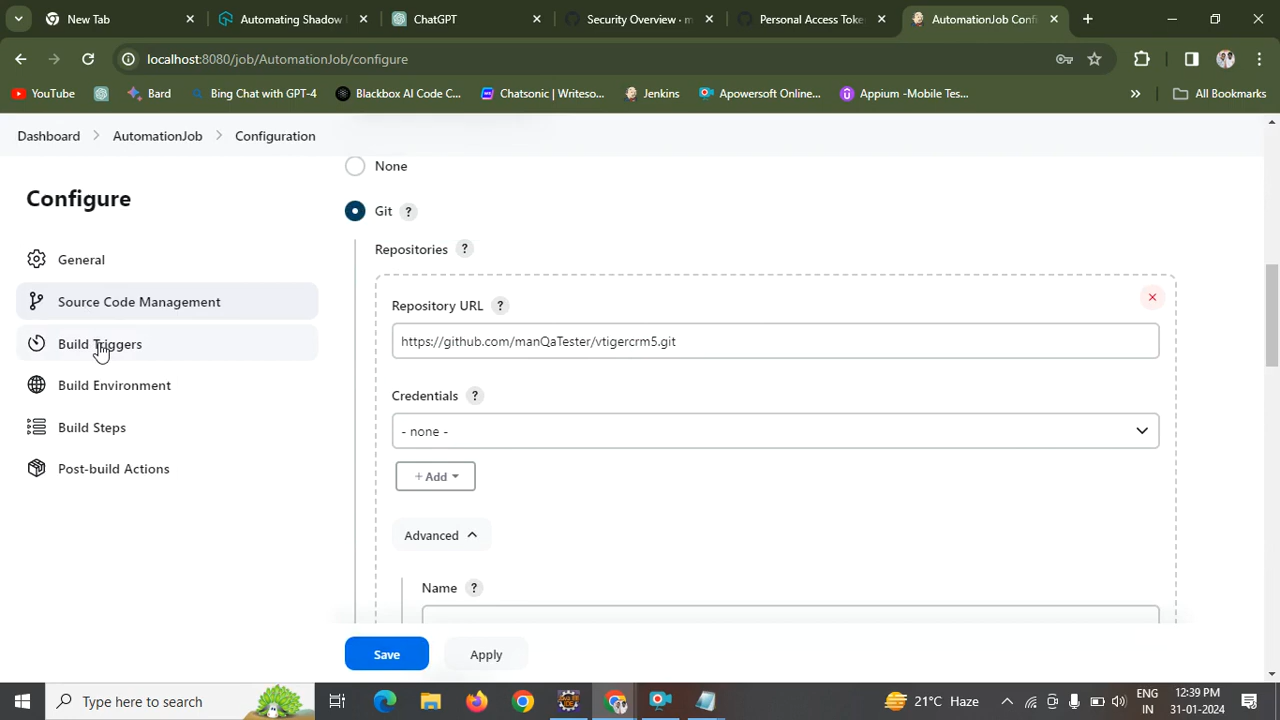 New Tab
Automating Shadow
ChatGPT
Security Overview · m
Personal Access Toke
AutomationJob Conf
localhost:8080/job/AutomationJob/configure
YouTube
Bard
Bing Chat with GPT-4
Blackbox AI Code C...
Chatsonic | Writeso...
Jenkins
Apowersoft Online...
Appium -Mobile Tes...
All Bookmarks
Dashboard
AutomationJob
Configuration
Configure
General
Source Code Management
Build Triggers
Build Environment
Build Steps
Post-build Actions
None
Git ?
Repositories ?
Repository URL ?
https://github.com/manQaTester/vtigercrm5.git
Credentials ?
- none -
+ Add
Advanced
Name ?
Save
Apply
Type here to search
21°C Haze
ENG
IN
12:39 PM
31-01-2024